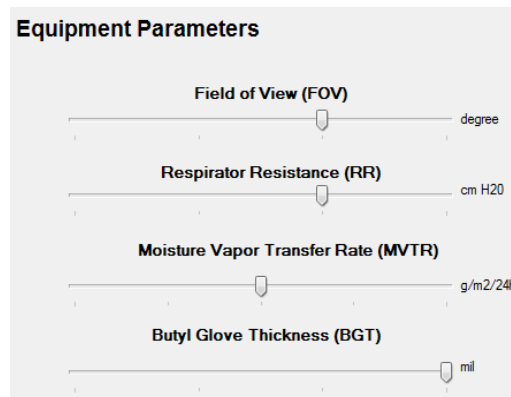 Equipment Parameters
Field of View (FOV)
degree
Respirator Resistance (RR)
cm H20
Moisture Vapor Transfer Rate (MVTR)
g/m2/24
Butyl Glove Thickness (BGT)
mil